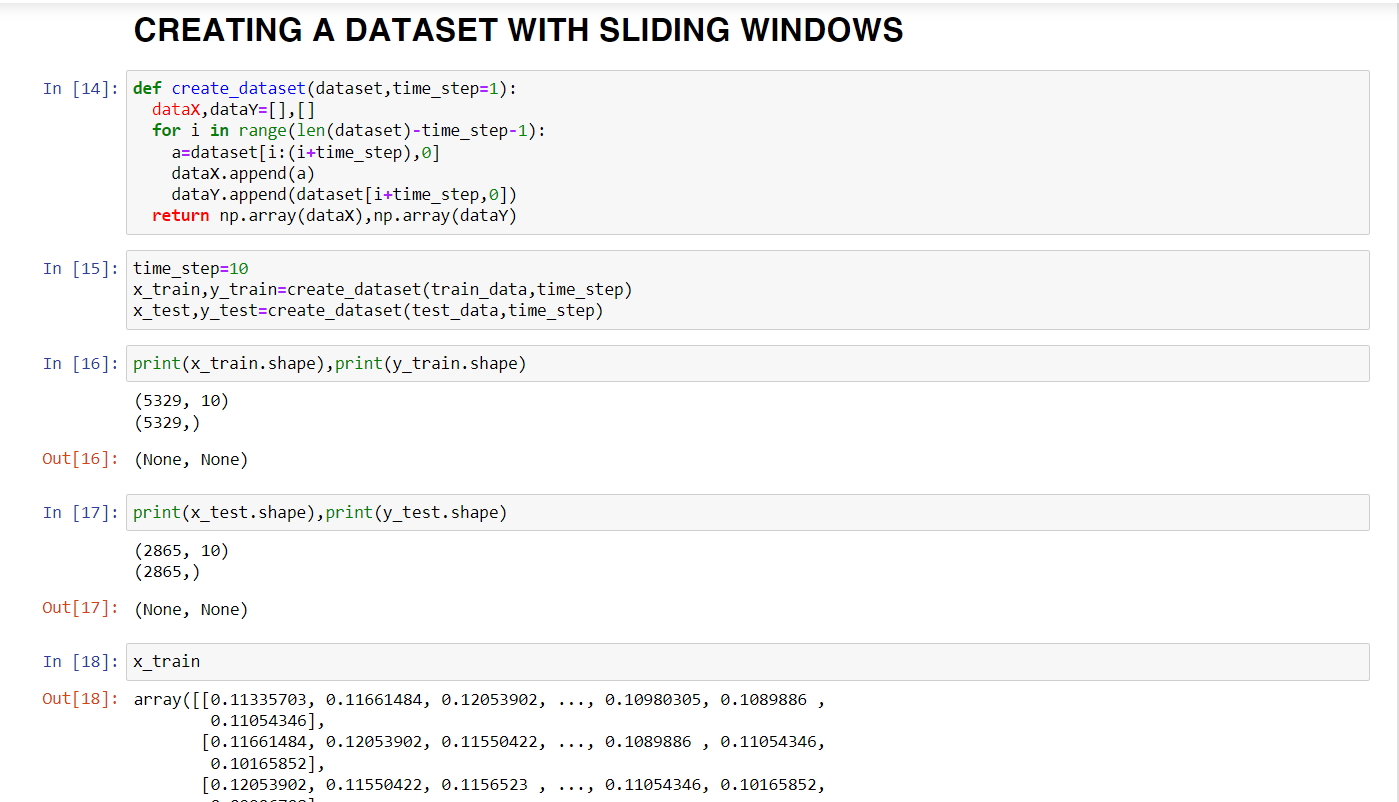 CREATING A DATASET WITH SLIDING WINDOWS
In [14]: def create_dataset(dataset,time_step=1):
dataX,dataY=[],[]
for i in range(len(dataset)-time_step-1):
a=dataset[i:(i+time_step),0]
dataX.append(a)
dataY.append(dataset[i+time_step,0])
return np.array(dataX),np.array(dataY)
In [15]: time_step=10
x_train,y_train=create_dataset(train_data,time_step)
x_test,y_test=create_dataset(test_data,time_step)
In [16]: print(x_train.shape),print(y_train.shape)
(5329, 10)
(5329,)
Out[16]: (None, None)
In [17]: print(x_test.shape),print(y_test.shape)
(2865, 10)
(2865,)
Out[17]: (None, None)
In [18]: x_train
Out[18]: array([[0.11335703, 0.11661484, 0.12053902, ..., 0.10980305, 0.1089886 ,
0.11054346],
[0.11661484, 0.12053902, 0.11550422, ..., 0.1089886 , 0.11054346,
0.10165852],
[0.12053902, 0.11550422, 0.1156523 , ..., 0.11054346, 0.10165852,